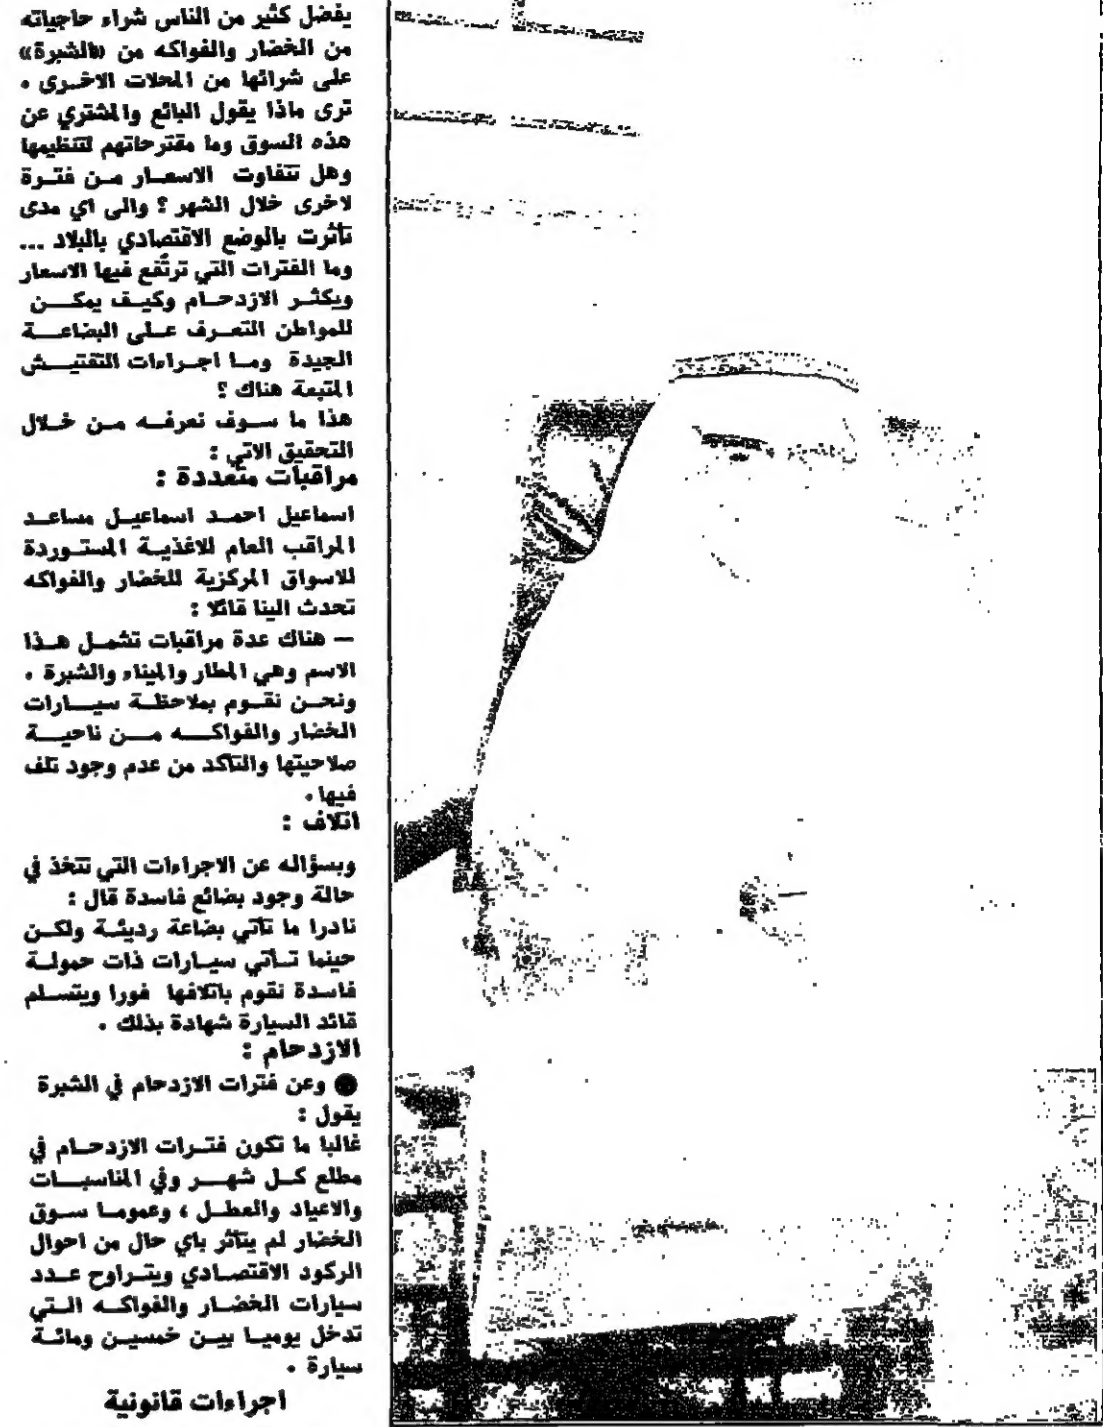 يفضل كثير من الناس شراء حاجياته
من الخضار والفواكه من «الشبرة»
على شرائها من المحلات الاخرى .
ترى ماذا يقول البائع والمشتري عن
هذه السوق وما مقترحاتهم لتنظيمها
وهل تتفاوت الاسعار من فترة
لاخرى خلال الشهر ؟ والى اي مدى
تأثرت بالوضع الاقتصادي بالبلاد ...
وما الفترات التي ترتفع فيها الاسعار
ويكثر الازدحام وكيف يمكن
للمواطن التعرف على البضاعة
الجيدة وما اجراءات التفتيش
المتبعة هناك ؟
هذا ما سوف نعرفه من خلال
التحقيق الاتي :
مراقبات متعددة :
اسماعيل احمد اسماعيل مساعد
المراقب العام للاغذية المستوردة
للاسواق المركزية للخضار والفواكه
تحدث الينا قائلا :
— هناك عدة مراقبات تشمل هذا
الاسم وهي المطار والميناء والشبرة .
ونحن نقوم بملاحظة سيارات
الخضار والفواكه من ناحية
صلاحيتها والتأكد من عدم وجود تلف
فيها .
اتلاف :
وبسؤاله عن الاجراءات التي تتخذ في
حالة وجود بضائع فاسدة قال :
نادرا ما تأتي بضاعة رديئة ولكن
حينما تأتي سيارات ذات حمولة
فاسدة نقوم باتلافها فورا ويتسلم
قائد السيارة شهادة بذلك .
الازدحام :
● وعن فترات الازدحام في الشبرة
يقول :
غالبا ما تكون فترات الازدحام في
مطلع كل شهر وفي المناسبات
والاعياد والعطل ، وعموما سوق
الخضار لم يتأثر باي حال من احوال
الركود الاقتصادي ويتراوح عدد
سيارات الخضار والفواكه التي
تدخل يوميا بين خمسين ومائة
سيارة .
اجراءات قانونية